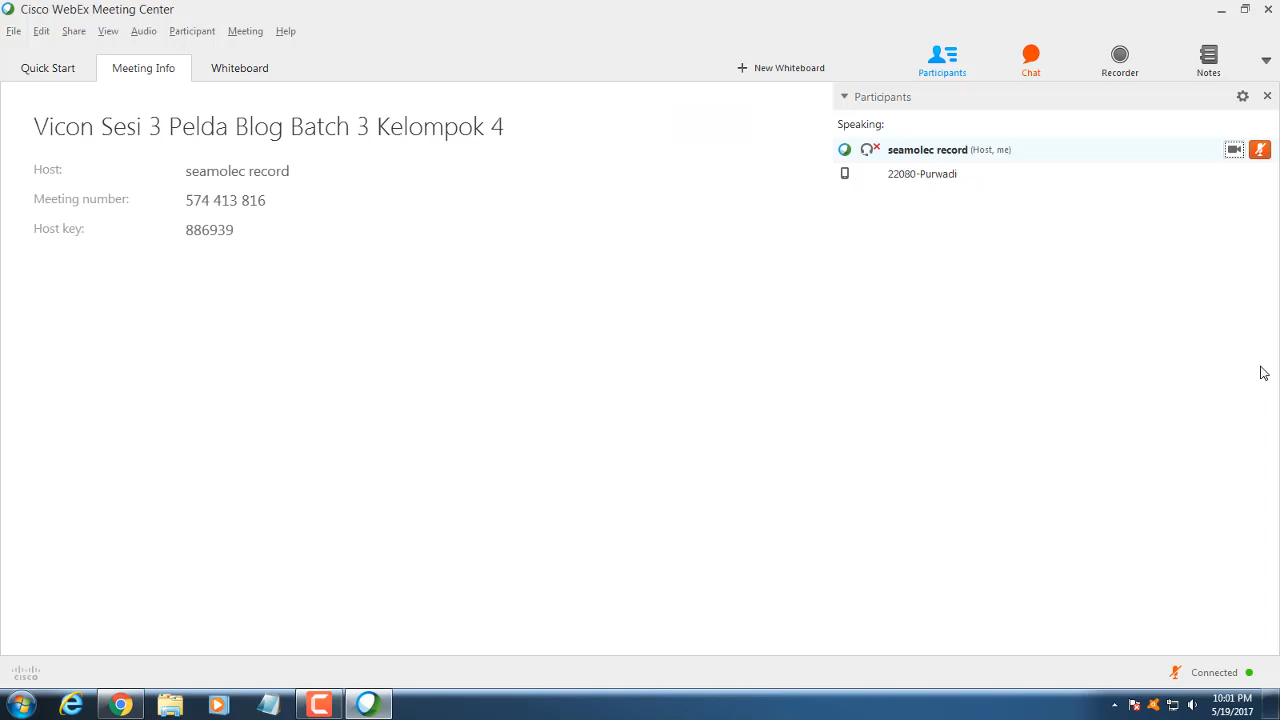 Cisco WebEx Meeting Center
File Edit Share View Audio Participant Meeting Help
Quick Start Meeting Info Whiteboard
+ New Whiteboard
Participants Chat Recorder Notes
Participants
Speaking:
seamolec record (Host, me)
22080-Purwadi
Vicon Sesi 3 Pelda Blog Batch 3 Kelompok 4
Host: seamolec record
Meeting number: 574 413 816
Host key: 886939
cisco
Connected
10:01 PM
5/19/2017